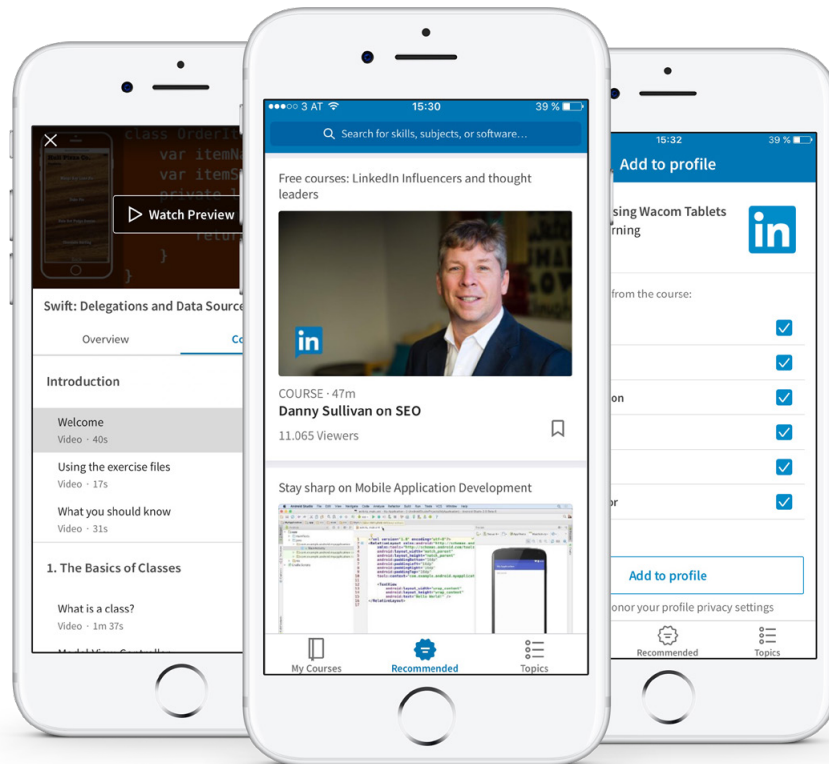 class OrderIt
var itemN
var itemS
private l
retur
}
}
Watch Preview
Swift: Delegations and Data Source
Overview
Co
Introduction
Welcome
Video · 40s
Using the exercise files
Video · 17s
What you should know
Video · 31s
1. The Basics of Classes
What is a class?
Video · 1m 37s
Model View Controller
3 AT
15:30
39 %
Search for skills, subjects, or software...
Free courses: LinkedIn Influencers and thought
leaders
in
COURSE · 47m
Danny Sullivan on SEO
11.065 Viewers
Stay sharp on Mobile Application Development
My Courses
Recommended
Topics
15:32
39 %
Add to profile
sing Wacom Tablets
rning
in
from the course:
on
or
Add to profile
onor your profile privacy settings
Recommended
Topics